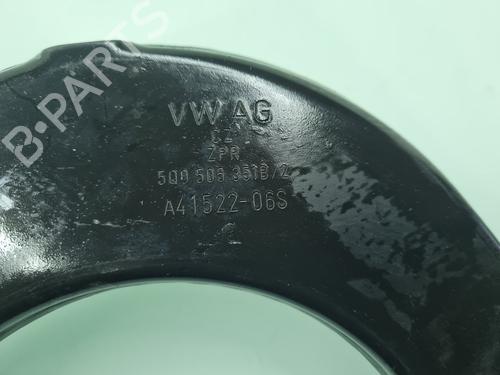 VW AG
CZ
ZPR
5Q0 505 351B/2
A41522-06S
B-PARTS